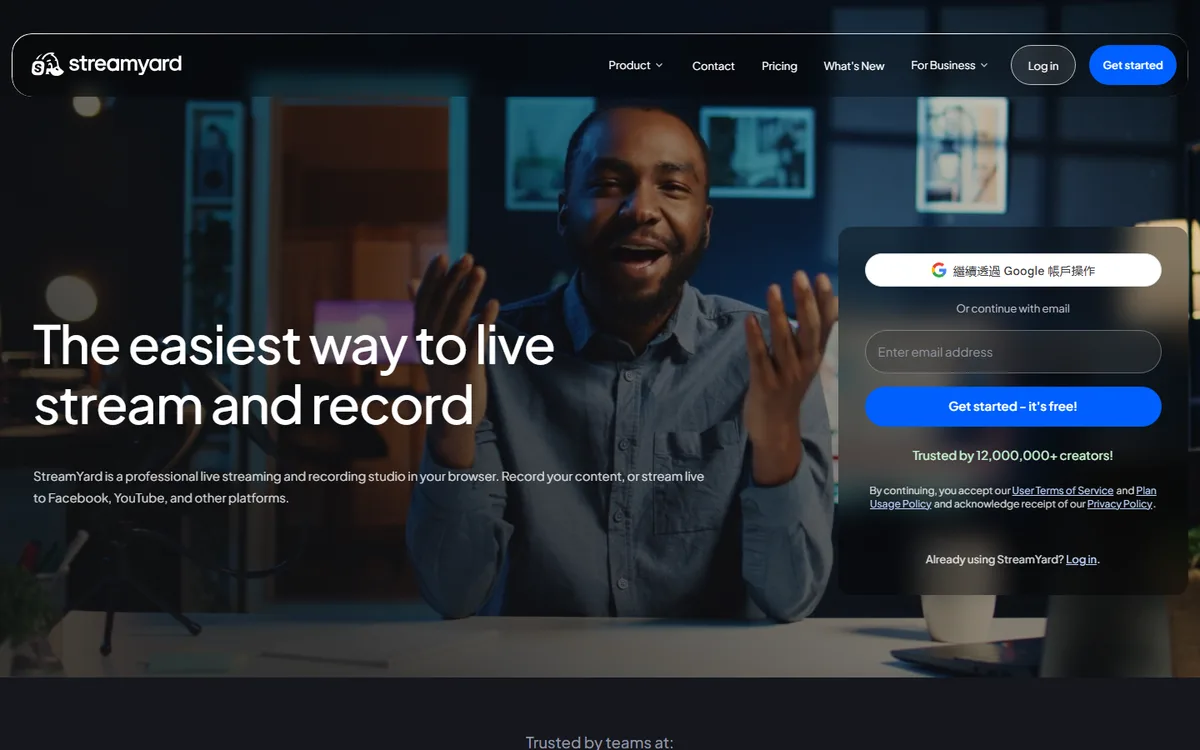 streamyard
Product
Contact
Pricing
What's New
For Business
Log in
Get started
The easiest way to live
stream and record
StreamYard is a professional live streaming and recording studio in your browser. Record your content, or stream live
to Facebook, YouTube, and other platforms.
繼續透過 Google 帳戶操作
Or continue with email
Enter email address
Get started - it's free!
Trusted by 12,000,000+ creators!
By continuing, you accept our User Terms of Service and Plan
Usage Policy and acknowledge receipt of our Privacy Policy.
Already using StreamYard? Log in.
Trusted by teams at: